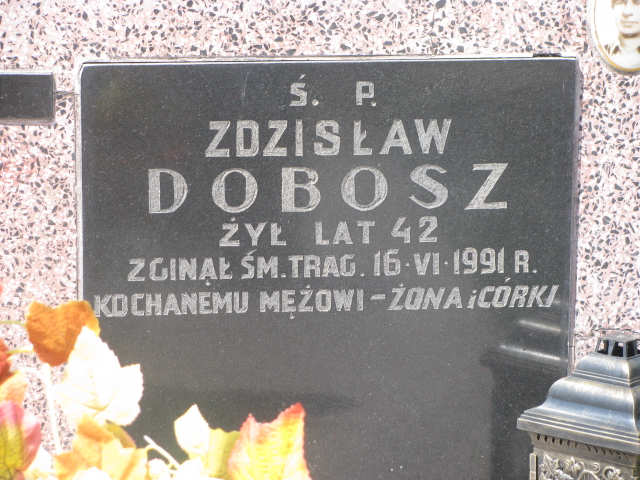 Ś. P.
ZDZISŁAW
DOBOSZ
ŻYŁ LAT 42
ZGINĄŁ ŚM. TRAG. 16·VI·1991 R.
KOCHANEMU MĘŻOWI – ŻONA i CÓRKI